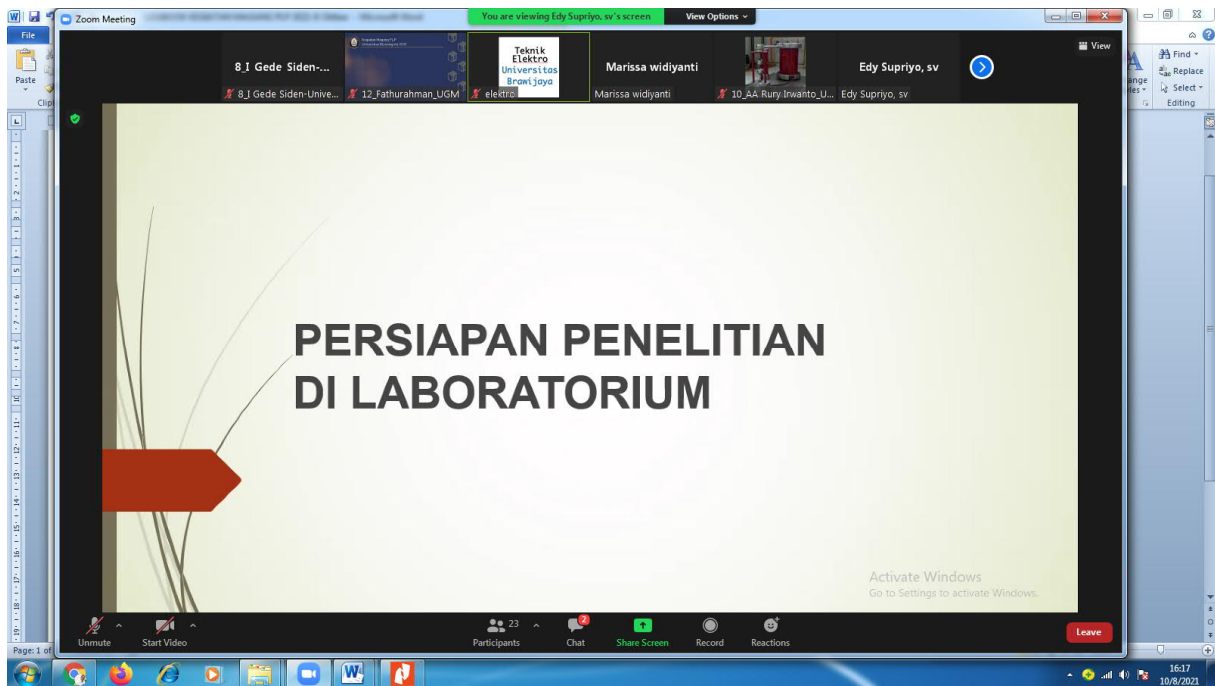 Zoom Meeting
You are viewing Edy Supriyo, sv's screen
View Options
File
View
Find
Replace
Select
Editing
Paste
8_I Gede Siden-...
8_I Gede Siden-Unive...
12_Fathurahman_UGM
Teknik
Elektro
Universitas
Brawijaya
elektro
Marissa widiyanti
Marissa widiyanti
10_AA Rury Irwanto_U...
Edy Supriyo, sv
Edy Supriyo, sv
PERSIAPAN PENELITIAN
DI LABORATORIUM
Activate Windows
Go to Settings to activate Windows.
Unmute
Start Video
23
Participants
2
Chat
Share Screen
Record
Reactions
Leave
Page: 1 of
16:17
10/8/2021